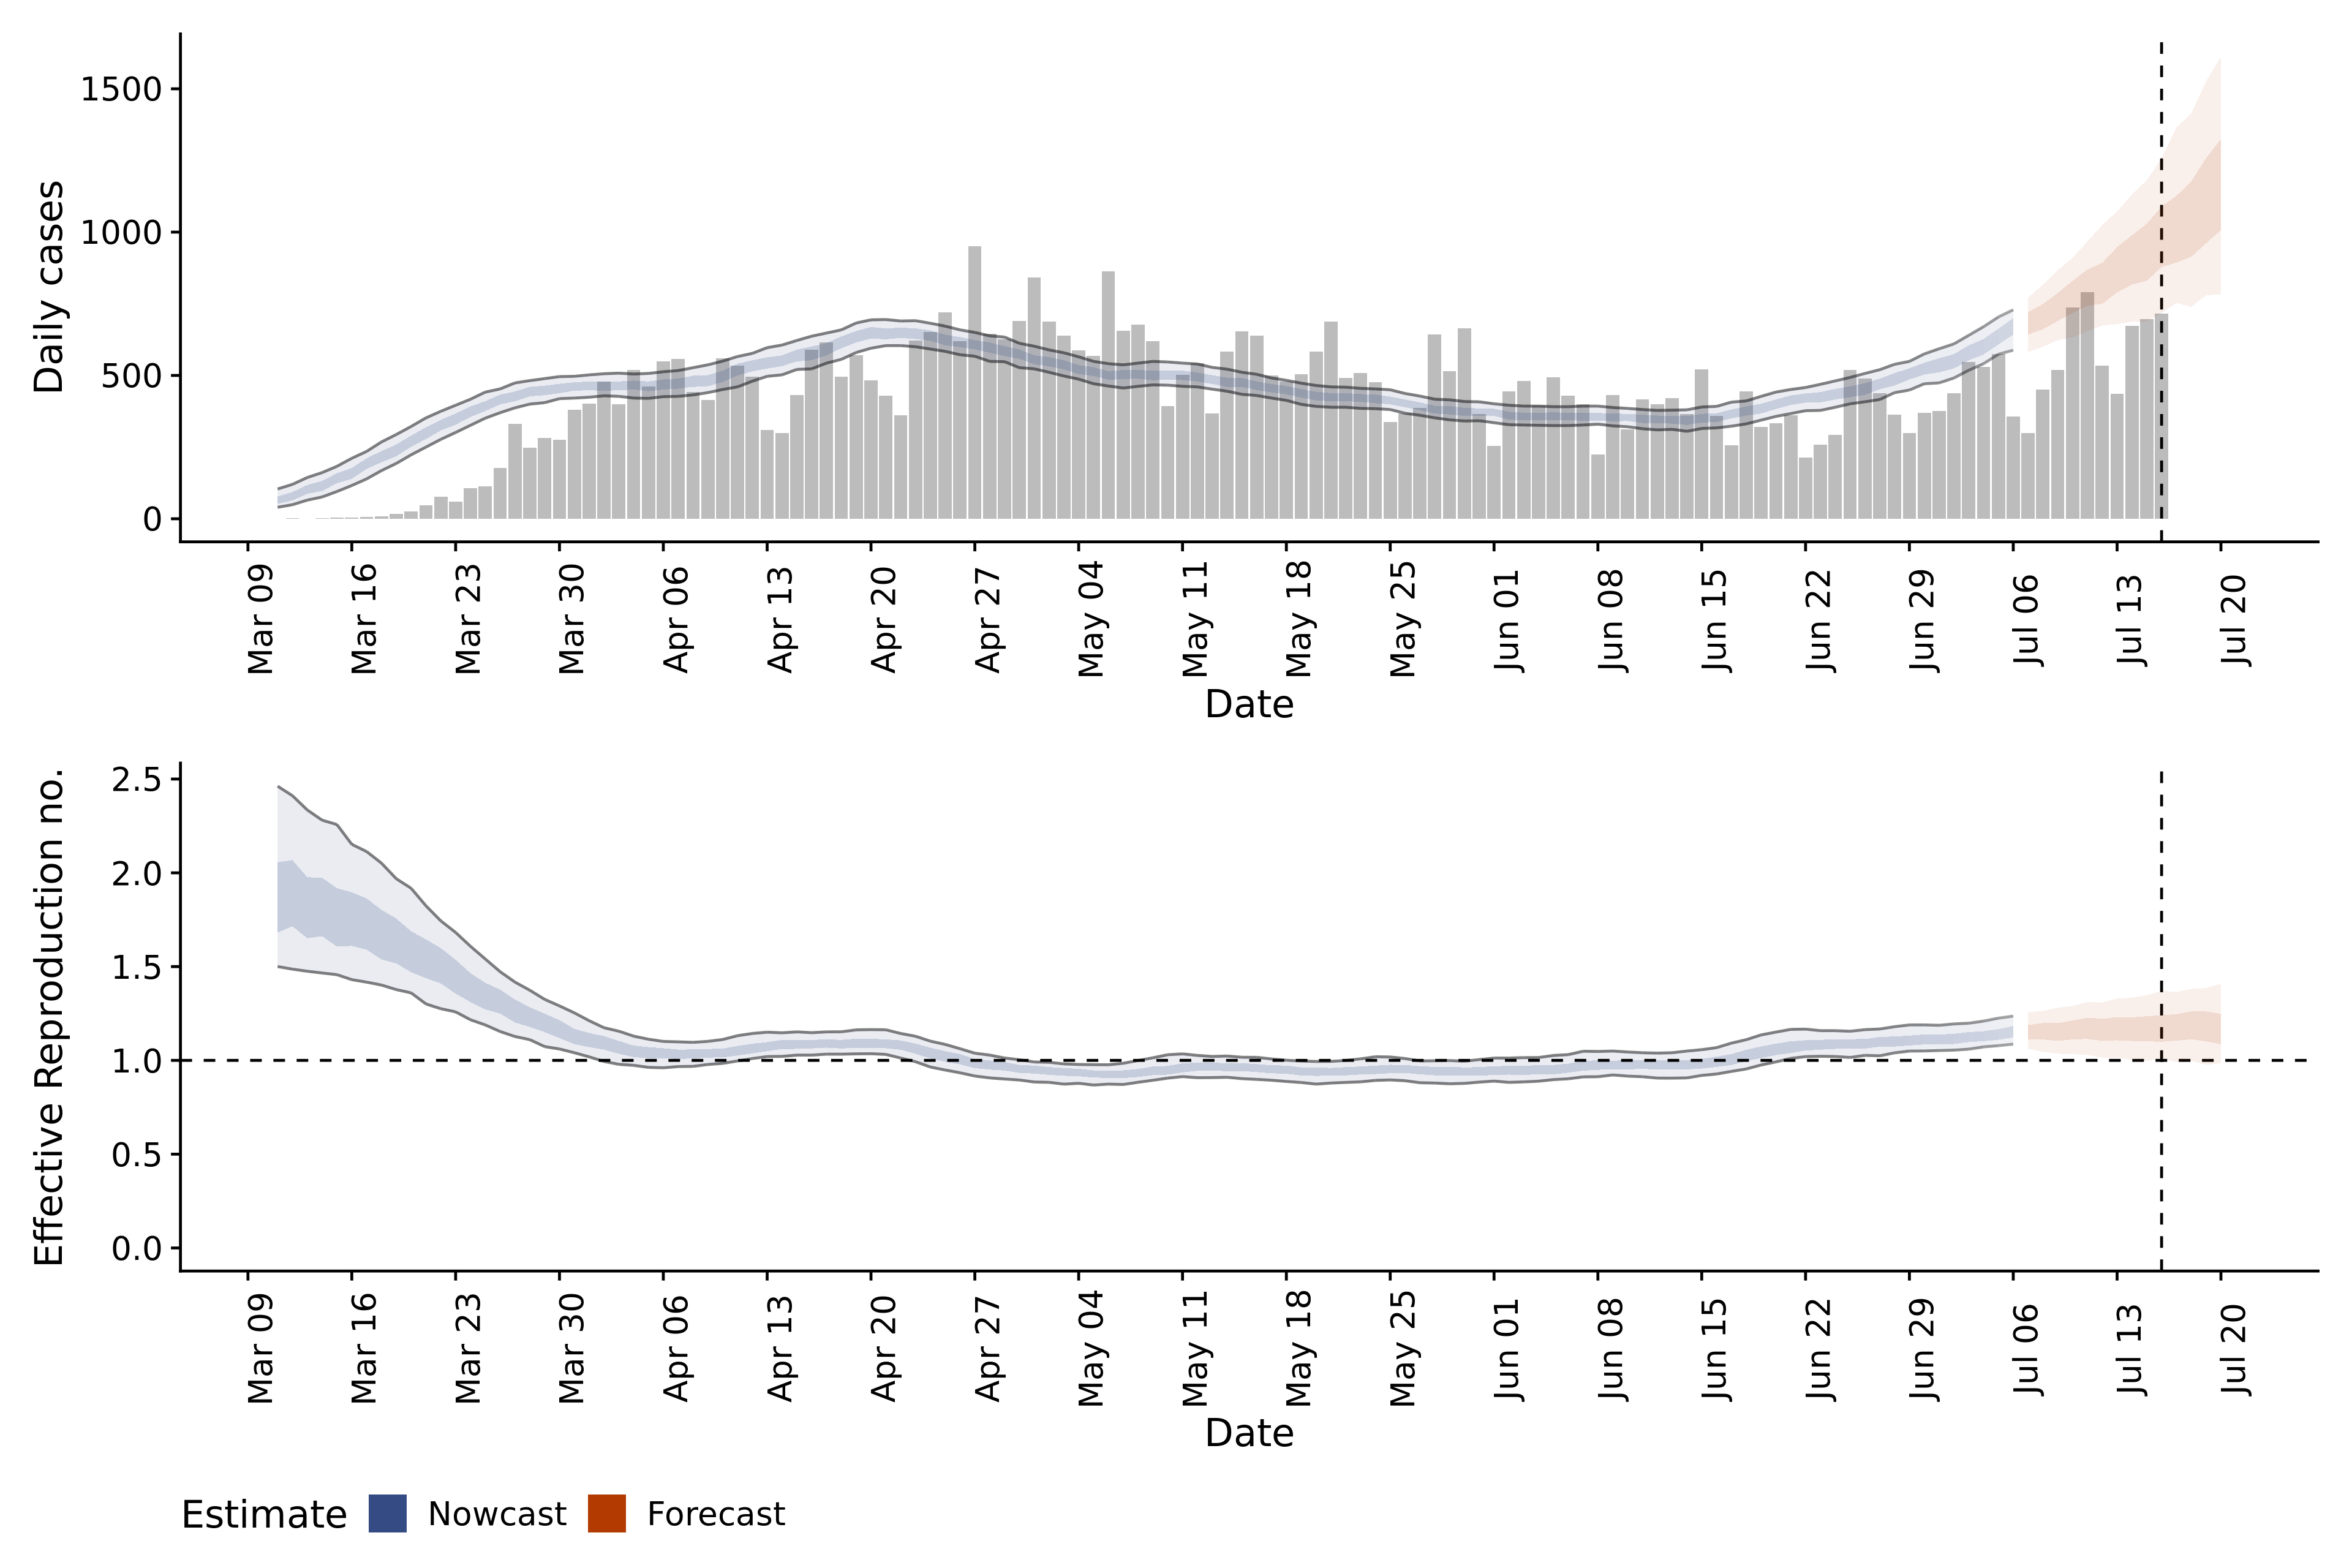 Daily cases
1500
1000
500
0
Mar 09
Mar 16
Mar 23
Mar 30
Apr 06
Apr 13
Apr 20
Apr 27
May 04
May 11
May 18
May 25
Jun 01
Jun 08
Jun 15
Jun 22
Jun 29
Jul 06
Jul 13
Jul 20
Date
Effective Reproduction no.
2.5
2.0
1.5
1.0
0.5
0.0
Mar 09
Mar 16
Mar 23
Mar 30
Apr 06
Apr 13
Apr 20
Apr 27
May 04
May 11
May 18
May 25
Jun 01
Jun 08
Jun 15
Jun 22
Jun 29
Jul 06
Jul 13
Jul 20
Date
Estimate Nowcast Forecast